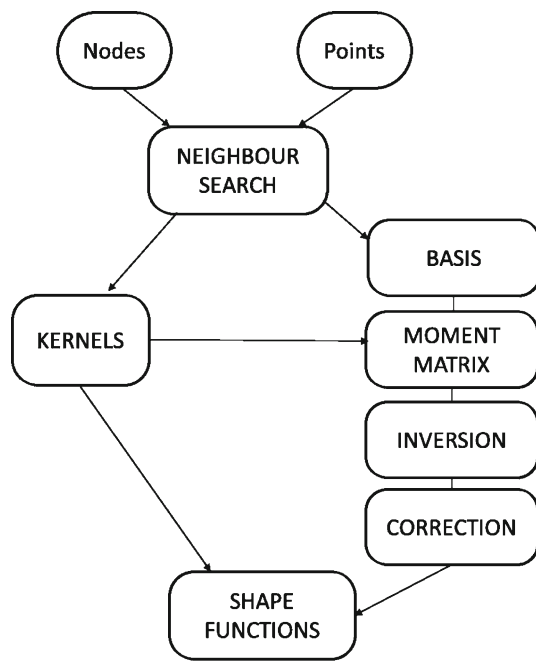 Nodes
Points
NEIGHBOUR
SEARCH
BASIS
KERNELS
MOMENT
MATRIX
INVERSION
CORRECTION
SHAPE
FUNCTIONS